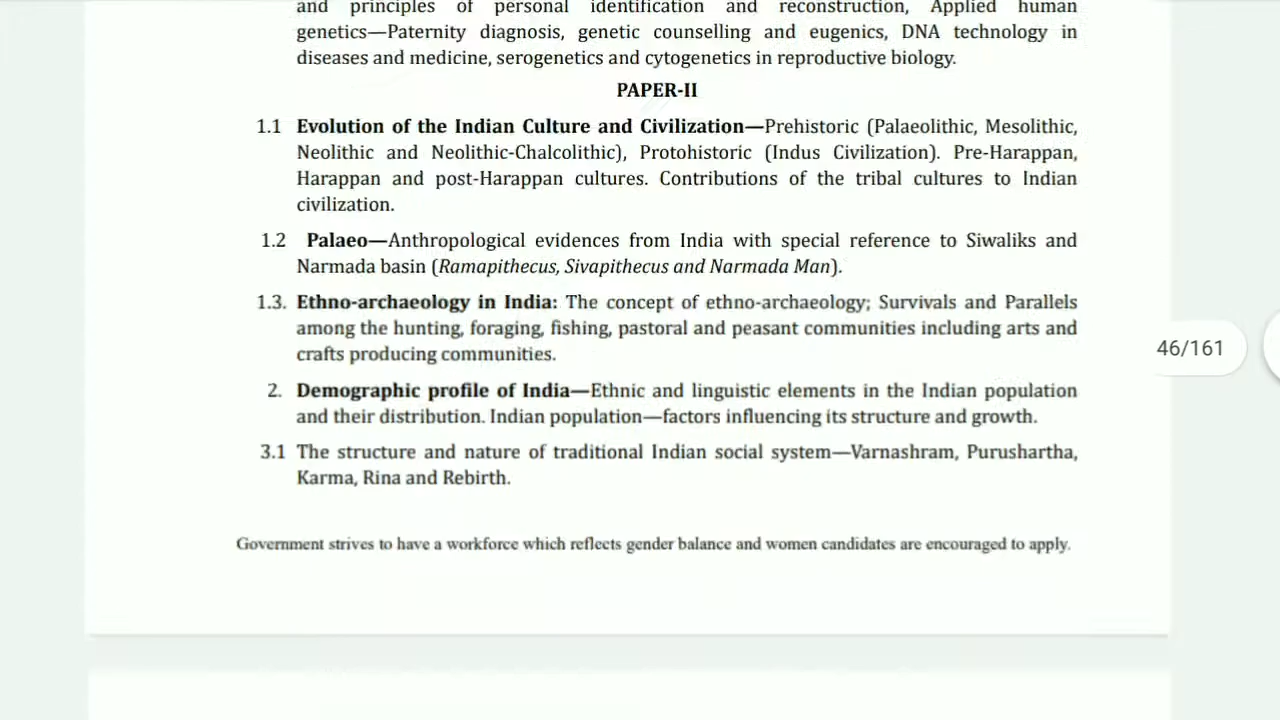 and principles of personal identification and reconstruction, Applied human
genetics—Paternity diagnosis, genetic counselling and eugenics, DNA technology in
diseases and medicine, serogenetics and cytogenetics in reproductive biology.
PAPER-II
1.1 Evolution of the Indian Culture and Civilization—Prehistoric (Palaeolithic, Mesolithic,
Neolithic and Neolithic-Chalcolithic), Protohistoric (Indus Civilization). Pre-Harappan,
Harappan and post-Harappan cultures. Contributions of the tribal cultures to Indian
civilization.
1.2 Palaeo—Anthropological evidences from India with special reference to Siwaliks and
Narmada basin (Ramapithecus, Sivapithecus and Narmada Man).
1.3. Ethno-archaeology in India: The concept of ethno-archaeology; Survivals and Parallels
among the hunting, foraging, fishing, pastoral and peasant communities including arts and
crafts producing communities.
46/161
2. Demographic profile of India—Ethnic and linguistic elements in the Indian population
and their distribution. Indian population—factors influencing its structure and growth.
3.1 The structure and nature of traditional Indian social system—Varnashram, Purushartha,
Karma, Rina and Rebirth.
Government strives to have a workforce which reflects gender balance and women candidates are encouraged to apply.